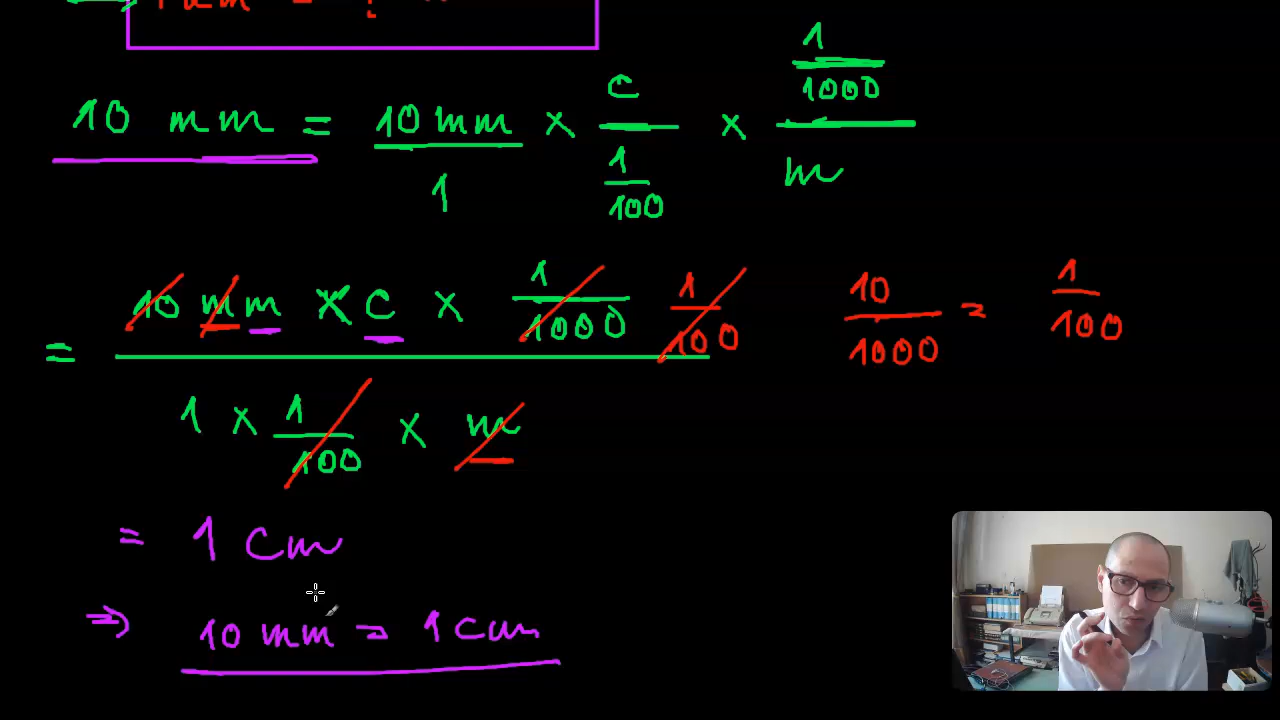 10 mm = 10 mm / 1 × c / (1/100) × (1/1000) / m
= 10 m m × c × 1/1000 1/100 / 1 × 1/100 × m
10/1000 = 1/100
= 1 cm
⇒ 10 mm = 1 cm